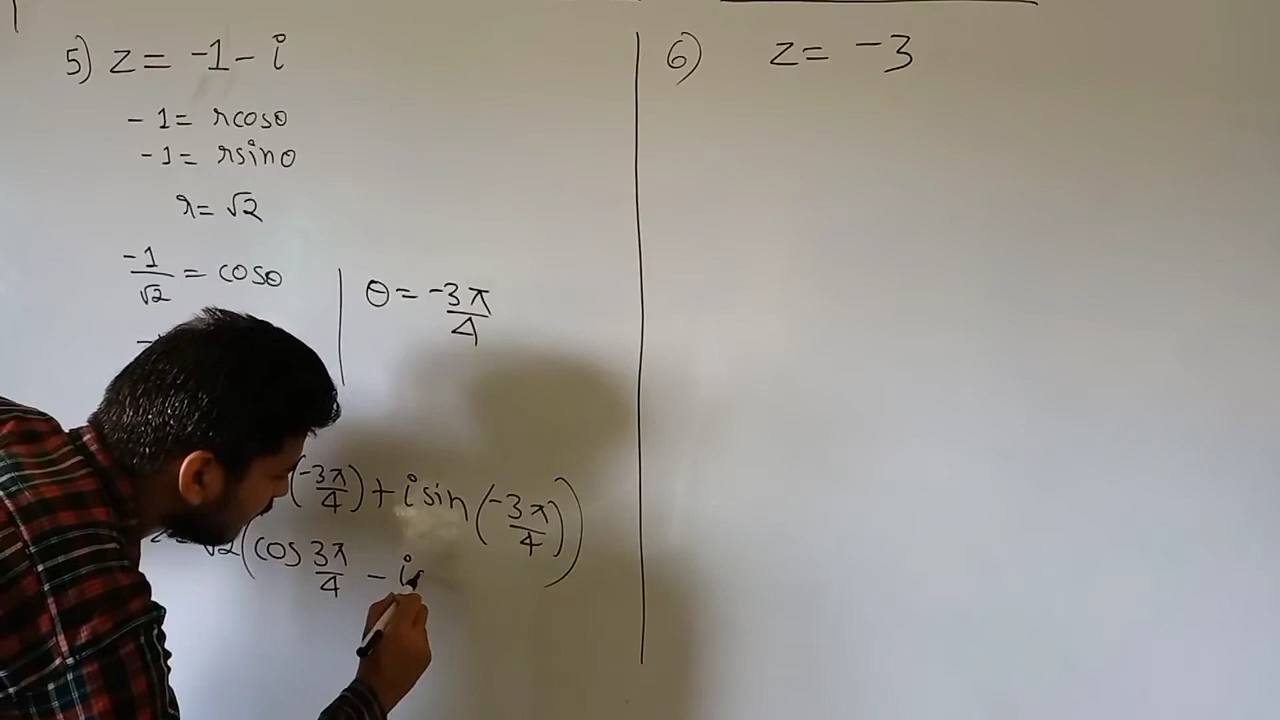 5) z = -1 - i
-1 = rcosθ
-1 = rsinθ
r = √2
-1/√2 = cosθ
θ = -3π/4
(-3π/4) + i sin (-3π/4))
√2 (cos 3π/4 - i
6) z = -3